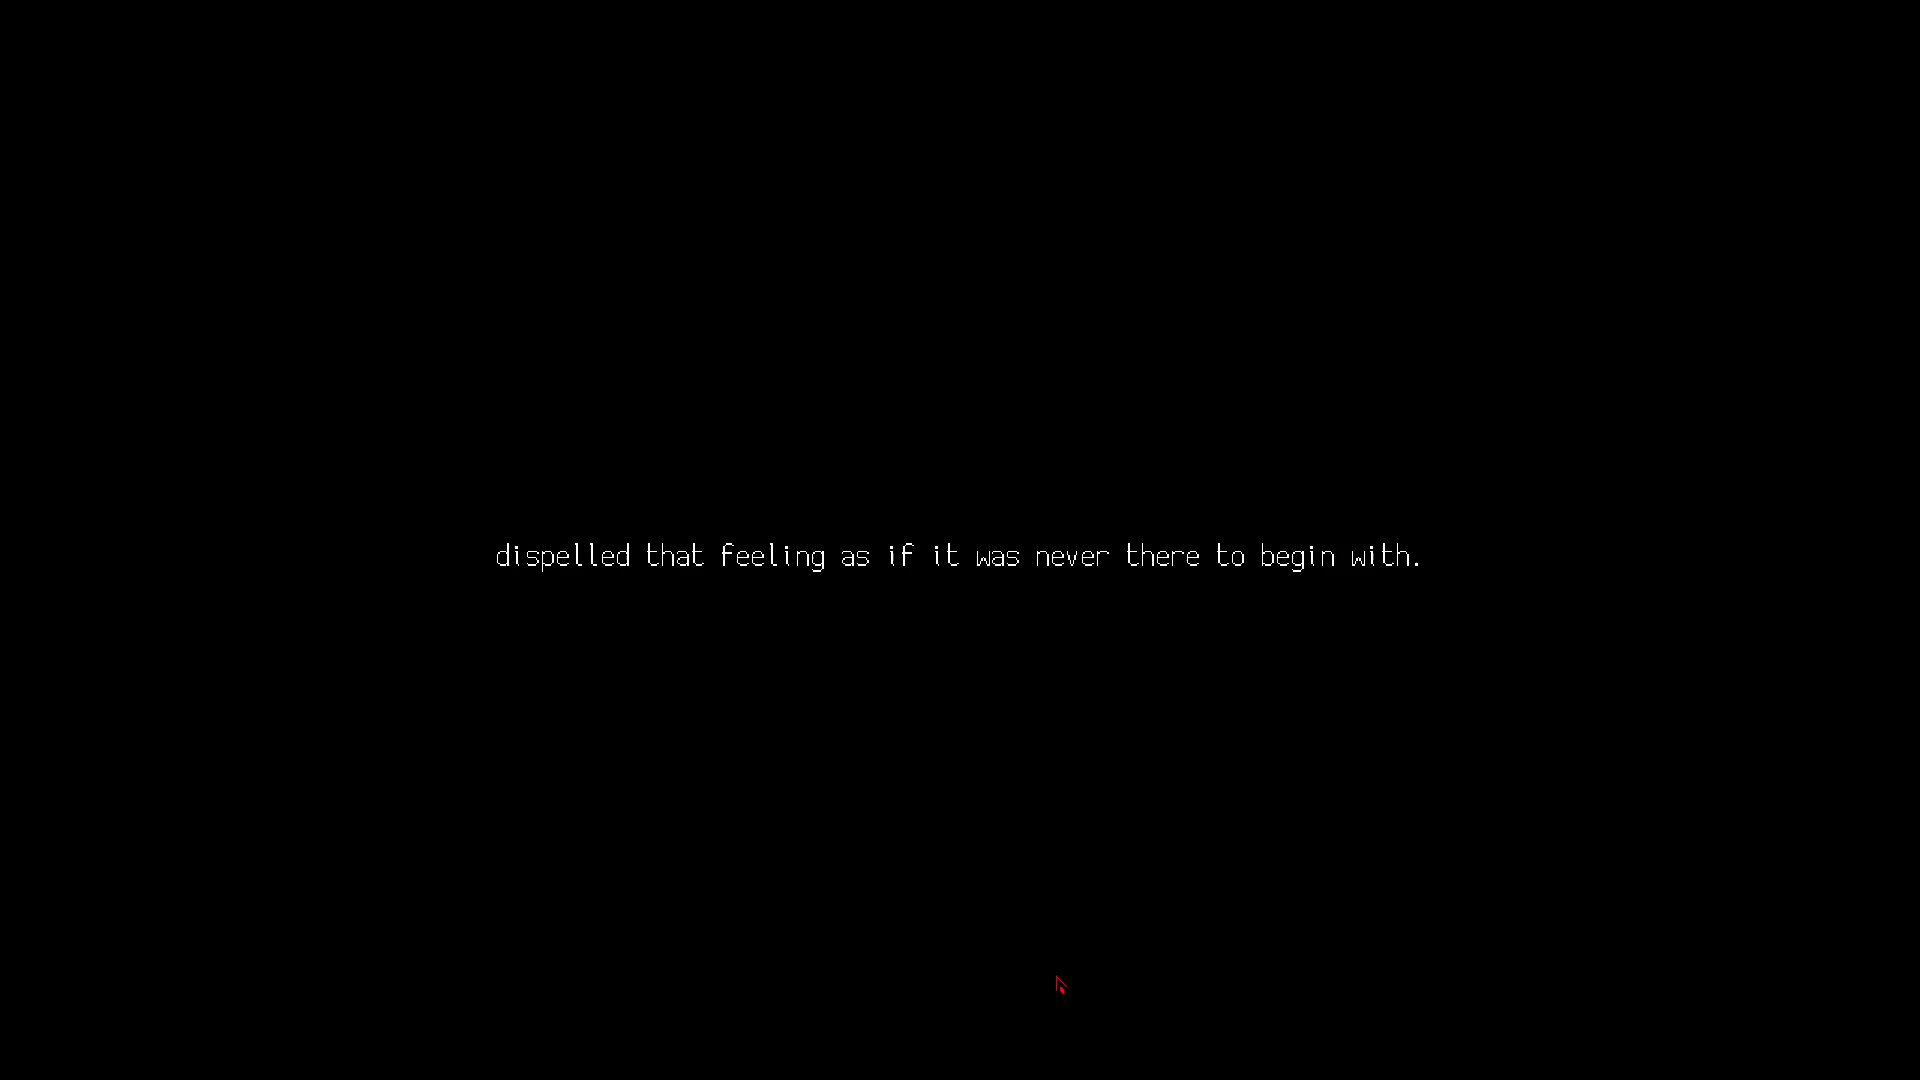 dispelled that feeling as if it was never there to begin with.